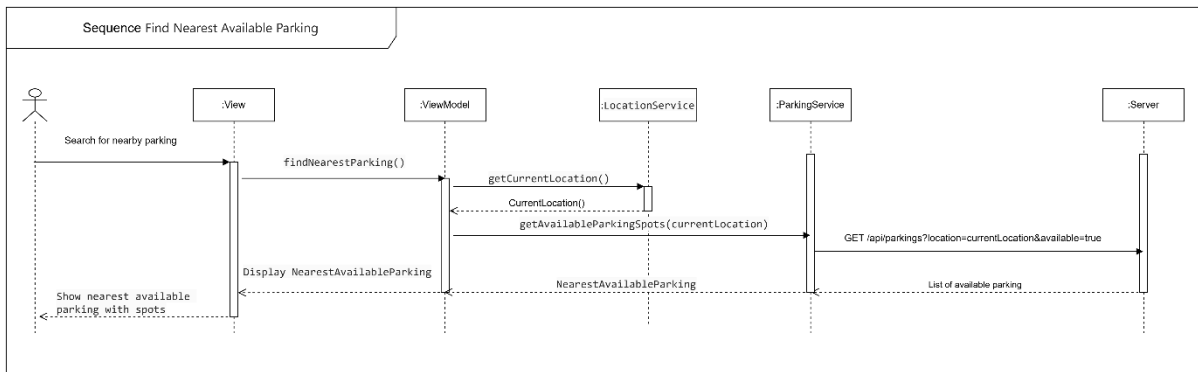 Sequence Find Nearest Available Parking
:View
:ViewModel
:LocationService
:ParkingService
:Server
Search for nearby parking
findNearestParking()
getCurrentLocation()
CurrentLocation()
getAvailableParkingSpots(currentLocation)
GET /api/parkings?location=currentLocation&available=true
Display NearestAvailableParking
NearestAvailableParking
List of available parking
Show nearest available
parking with spots